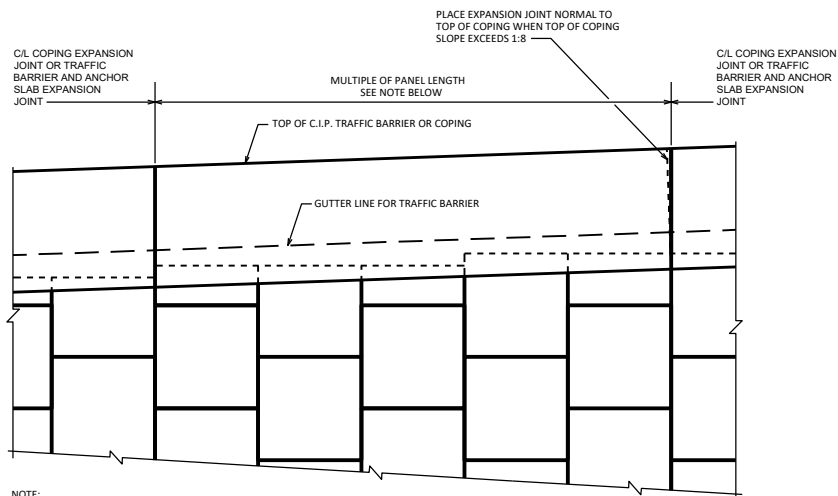 PLACE EXPANSION JOINT NORMAL TO
TOP OF COPING WHEN TOP OF COPING
SLOPE EXCEEDS 1:8
C/L COPING EXPANSION
JOINT OR TRAFFIC
BARRIER AND ANCHOR
SLAB EXPANSION
JOINT
MULTIPLE OF PANEL LENGTH
SEE NOTE BELOW
C/L COPING EXPANSION
JOINT OR TRAFFIC
BARRIER AND ANCHOR
SLAB EXPANSION
JOINT
TOP OF C.I.P. TRAFFIC BARRIER OR COPING
GUTTER LINE FOR TRAFFIC BARRIER
NOTE: